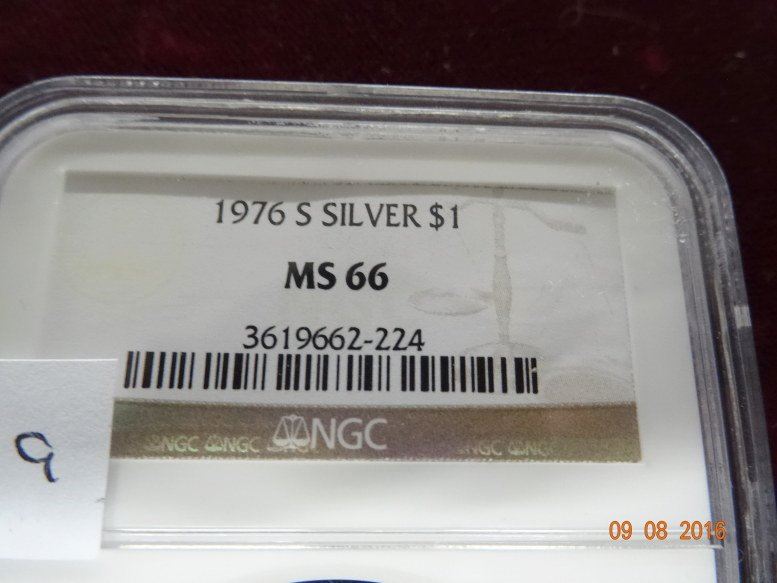 1976 S SILVER $1
MS 66
3619662-224
NGC NGC NGC NGC NGC
9
09 08 2016